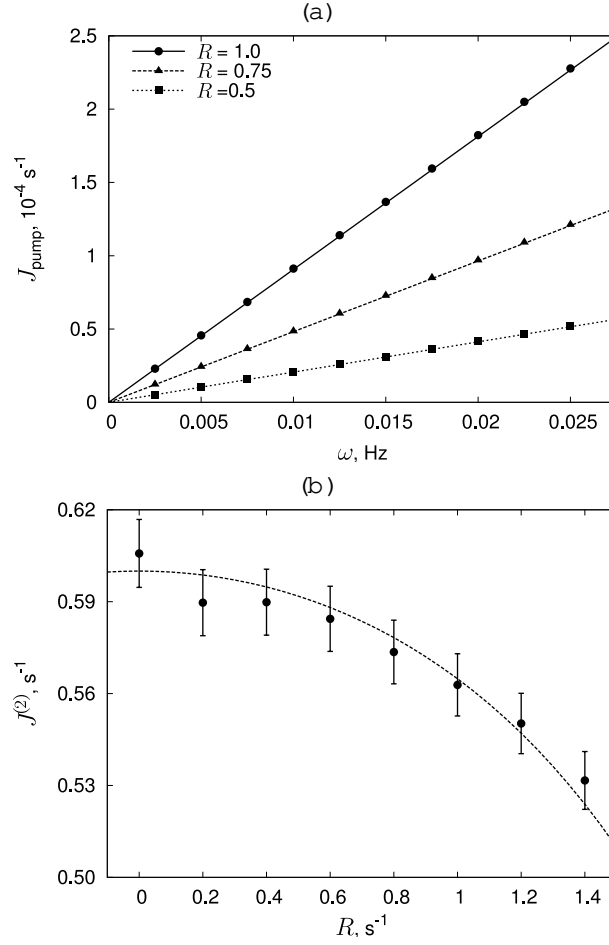 (a)
2.5
2
1.5
1
0.5
0
J_pump, 10^-4 s^-1
R = 1.0
R = 0.75
R =0.5
0 0.005 0.01 0.015 0.02 0.025
ω, Hz
(b)
0.62
0.59
0.56
0.53
0.50
J^(2), s^-1
0 0.2 0.4 0.6 0.8 1 1.2 1.4
R, s^-1